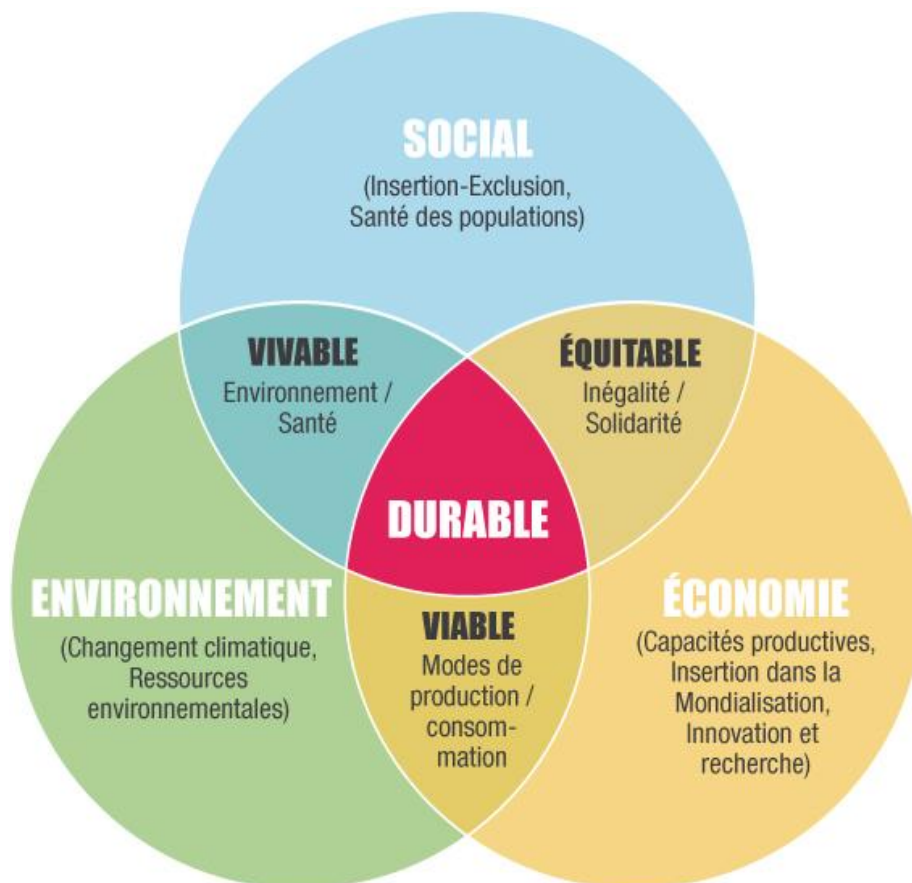 SOCIAL
(Insertion-Exclusion,
Santé des populations)
VIVABLE
Environnement /
Santé
ÉQUITABLE
Inégalité /
Solidarité
DURABLE
ENVIRONNEMENT
(Changement climatique,
Ressources
environnementales)
VIABLE
Modes de
production /
consom-
mation
ÉCONOMIE
(Capacités productives,
Insertion dans la
Mondialisation,
Innovation et
recherche)